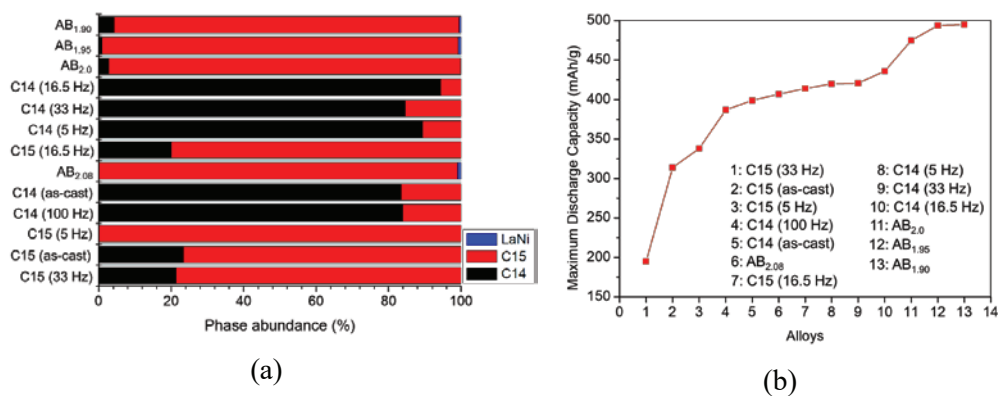 AB₁.₉₀
AB₁.₉₅
AB₂.₀
C14 (16.5 Hz)
C14 (33 Hz)
C14 (5 Hz)
C15 (16.5 Hz)
AB₂.₀₈
C14 (as-cast)
C14 (100 Hz)
C15 (5 Hz)
C15 (as-cast)
C15 (33 Hz)
LaNi
C15
C14
0 20 40 60 80 100
Phase abundance (%)
(a)
500
450
400
350
300
250
200
150
Maximum Discharge Capacity (mAh/g)
1: C15 (33 Hz)
2: C15 (as-cast)
3: C15 (5 Hz)
4: C14 (100 Hz)
5: C14 (as-cast)
6: AB₂.₀₈
7: C15 (16.5 Hz)
8: C14 (5 Hz)
9: C14 (33 Hz)
10: C14 (16.5 Hz)
11: AB₂.₀
12: AB₁.₉₅
13: AB₁.₉₀
0 1 2 3 4 5 6 7 8 9 10 11 12 13 14
Alloys
(b)